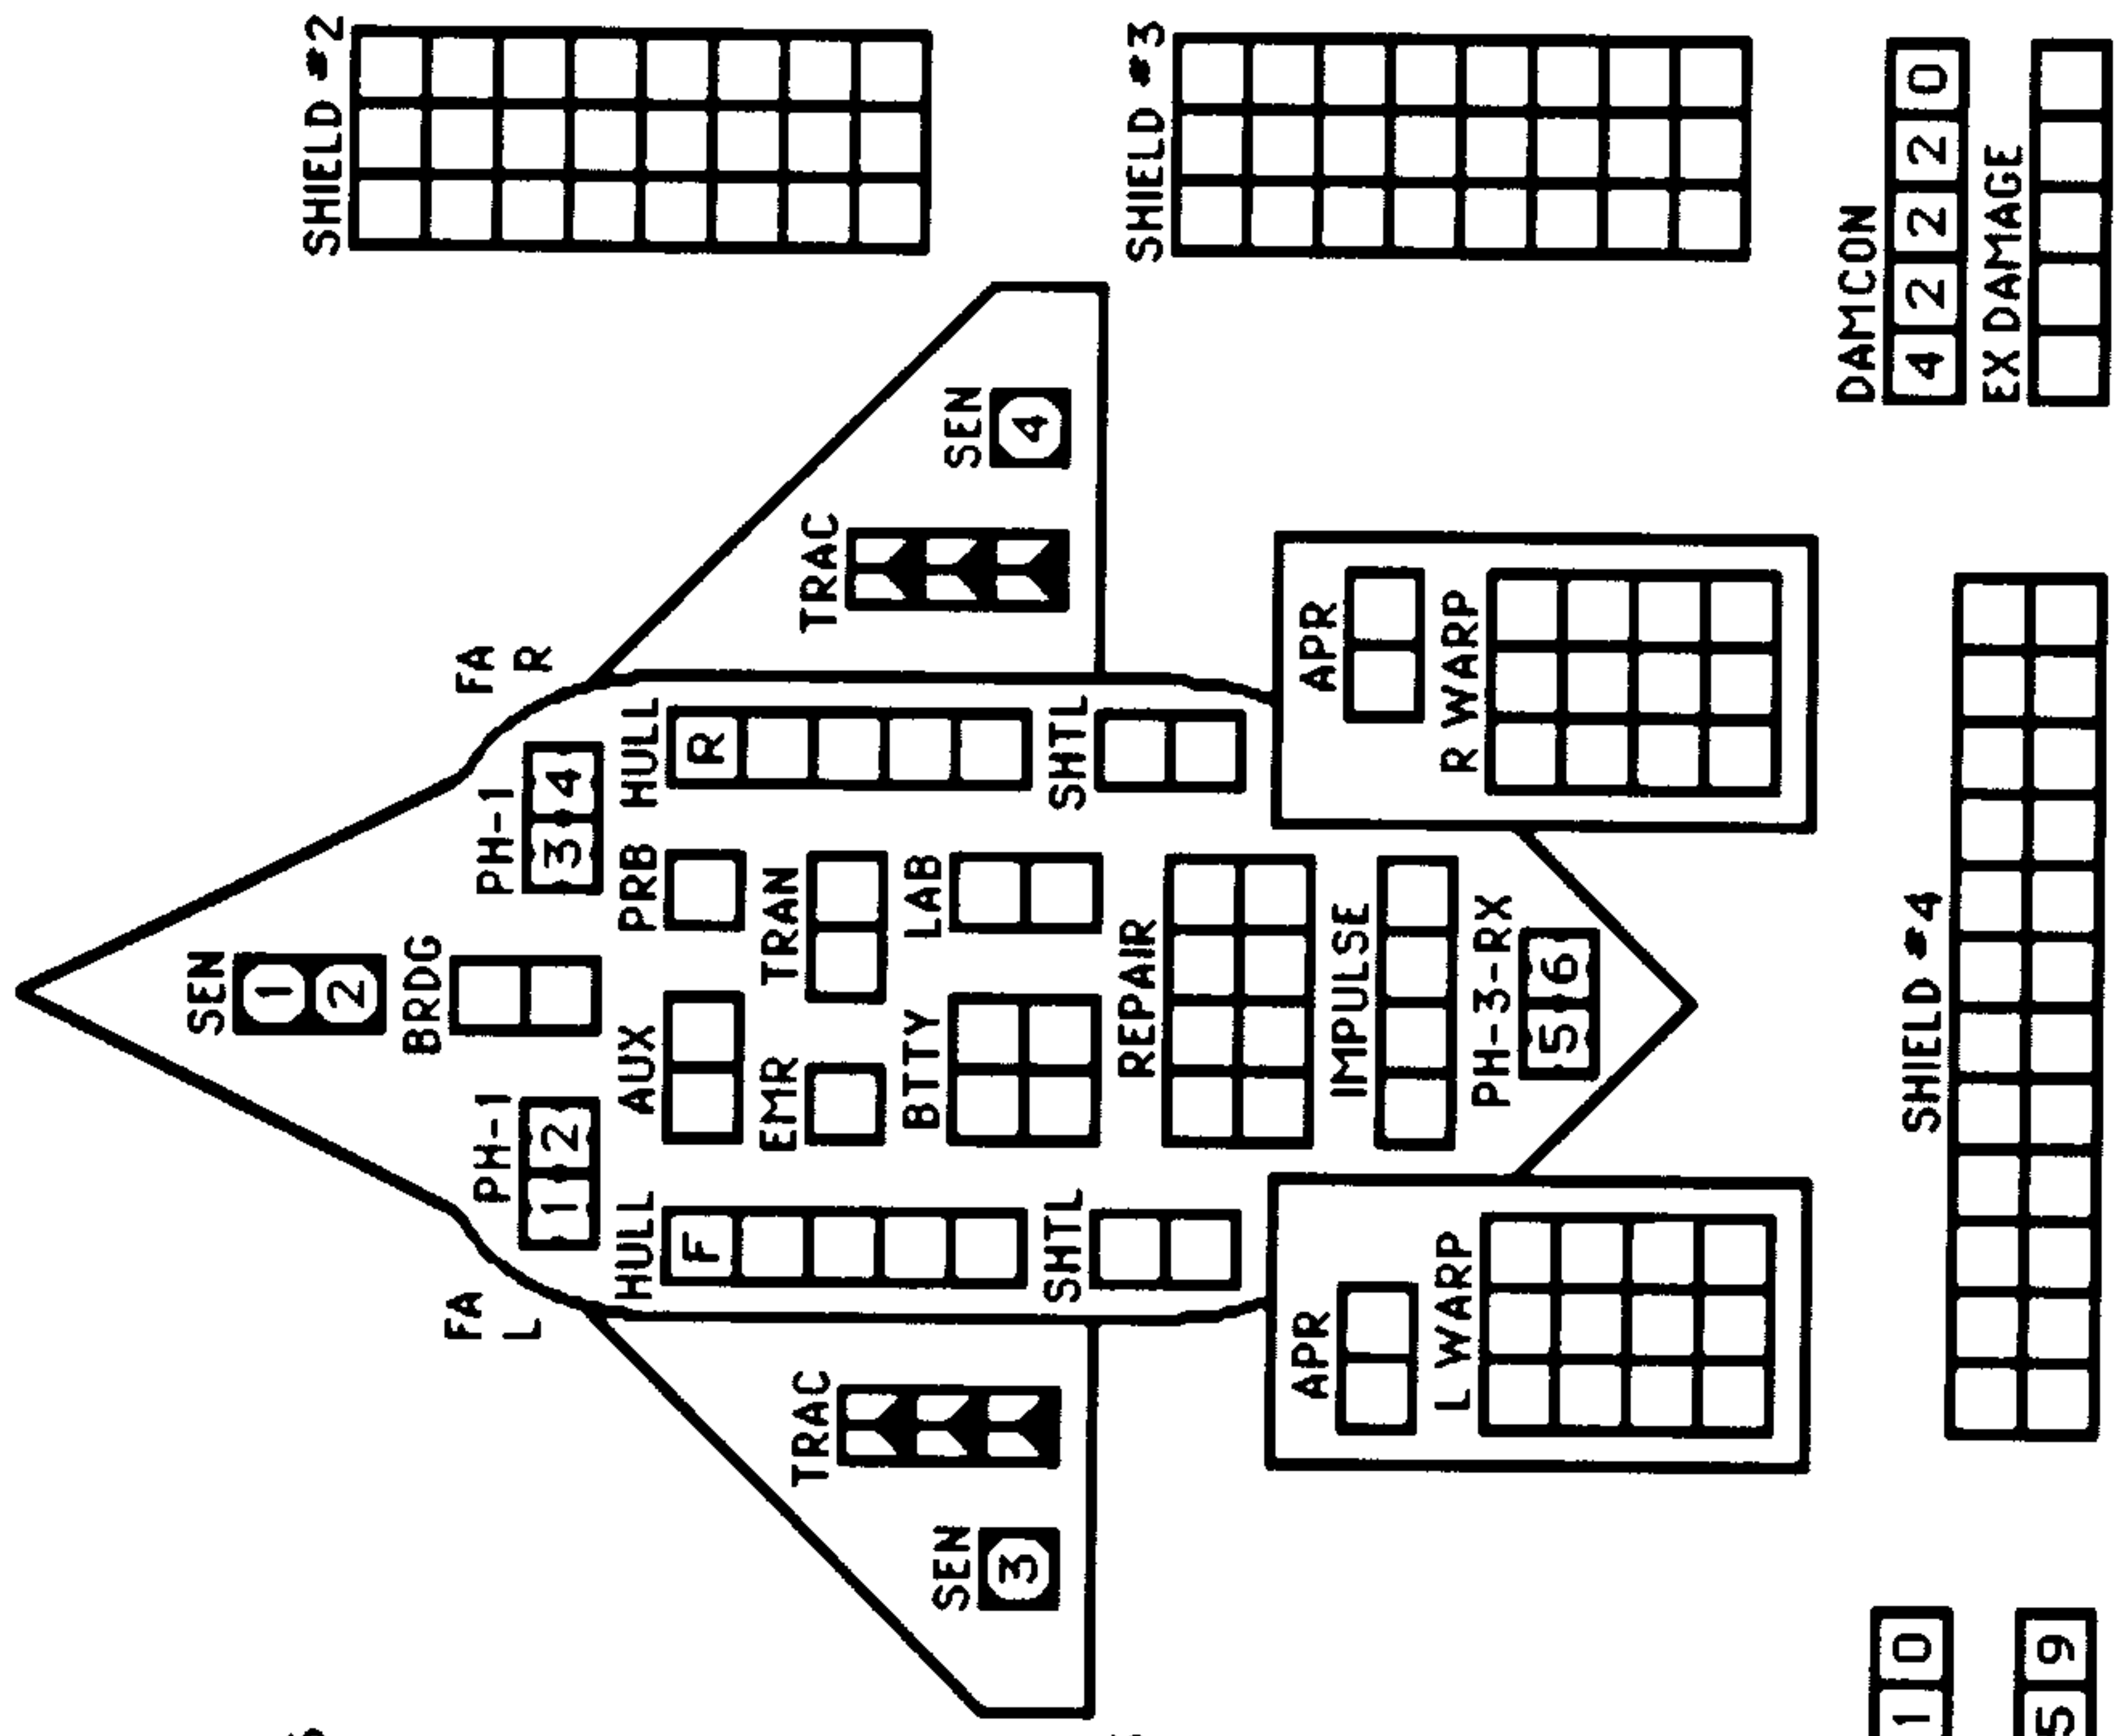 SHIELD #2
SEN
1
2
BRDG
FA
R
PH-1
3 4
PH-1
1 2
FA
L
HULL
R
PRB
AUX
HULL
F
TRAC
TRAN
EMR
TRAC
SEN
4
LAB
BTTY
SEN
3
SHTL
SHTL
SHIELD #3
REPAIR
APR
APR
IMPULSE
R WARP
L WARP
PH-3-RX
5 6
DAMCON
4 2 2 2 0
EX DAMAGE
SHIELD #4
1 0
5 9